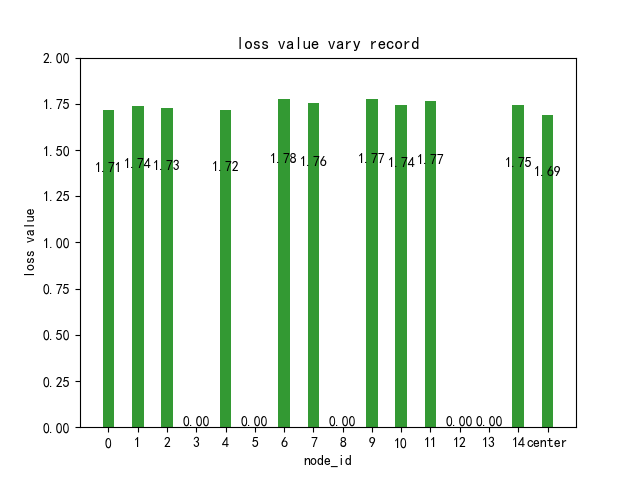 loss value vary record
loss value
2.00
1.75
1.50
1.25
1.00
0.75
0.50
0.25
0.00
1.71 1.74 1.73 0.00 1.72 0.00 1.78 1.76 0.00 1.77 1.74 1.77 0.00 0.00 1.75 1.69
0 1 2 3 4 5 6 7 8 9 10 11 12 13 14 center
node_id